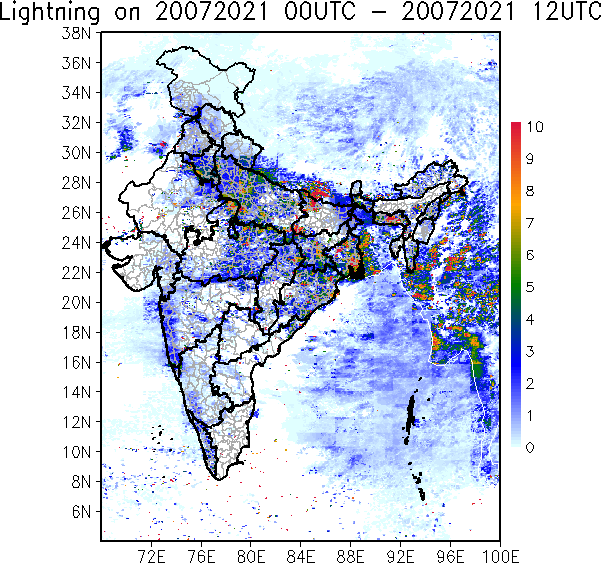 Lightning on 20072021 00UTC – 20072021 12UTC
38N
36N
34N
32N
30N
28N
26N
24N
22N
20N
18N
16N
14N
12N
10N
8N
6N
72E 76E 80E 84E 88E 92E 96E 100E
10
9
8
7
6
5
4
3
2
1
0